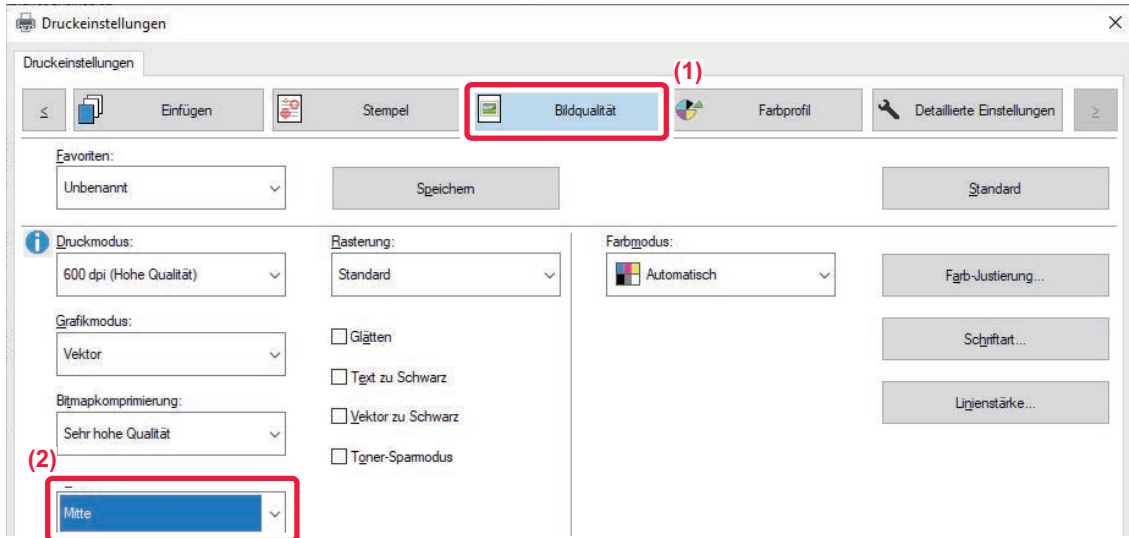 Druckeinstellungen
Druckeinstellungen
(1)
< Einfügen Stempel Bildqualität Farbprofil Detaillierte Einstellungen >
Favoriten:
Unbenannt Speichern Standard
Druckmodus: Rasterung: Farbmodus:
600 dpi (Hohe Qualität) Standard Automatisch Farb-Justierung...
Grafikmodus:
Glätten Schriftart...
Vektor
Text zu Schwarz
Bitmapkomprimierung: Linienstärke...
Vektor zu Schwarz
Sehr hohe Qualität
Toner-Sparmodus
(2)
Mitte